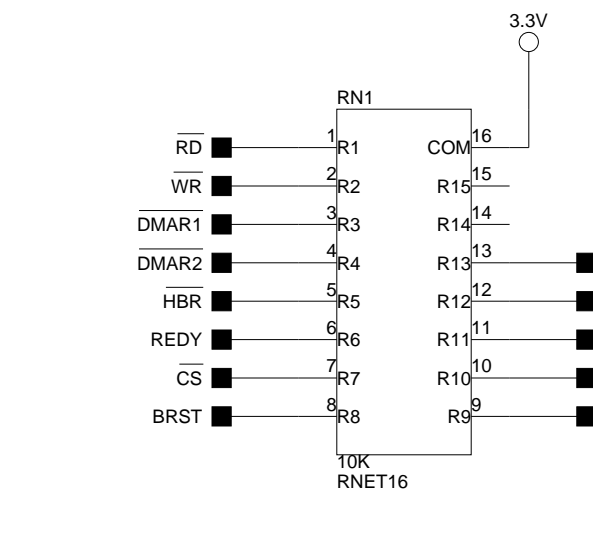 3.3V
RN1
RD 1 R1 COM 16
WR 2 R2 R15 15
DMAR1 3 R3 R14 14
DMAR2 4 R4 R13 13
HBR 5 R5 R12 12
REDY 6 R6 R11 11
CS 7 R7 R10 10
BRST 8 R8 R9 9
10K
RNET16